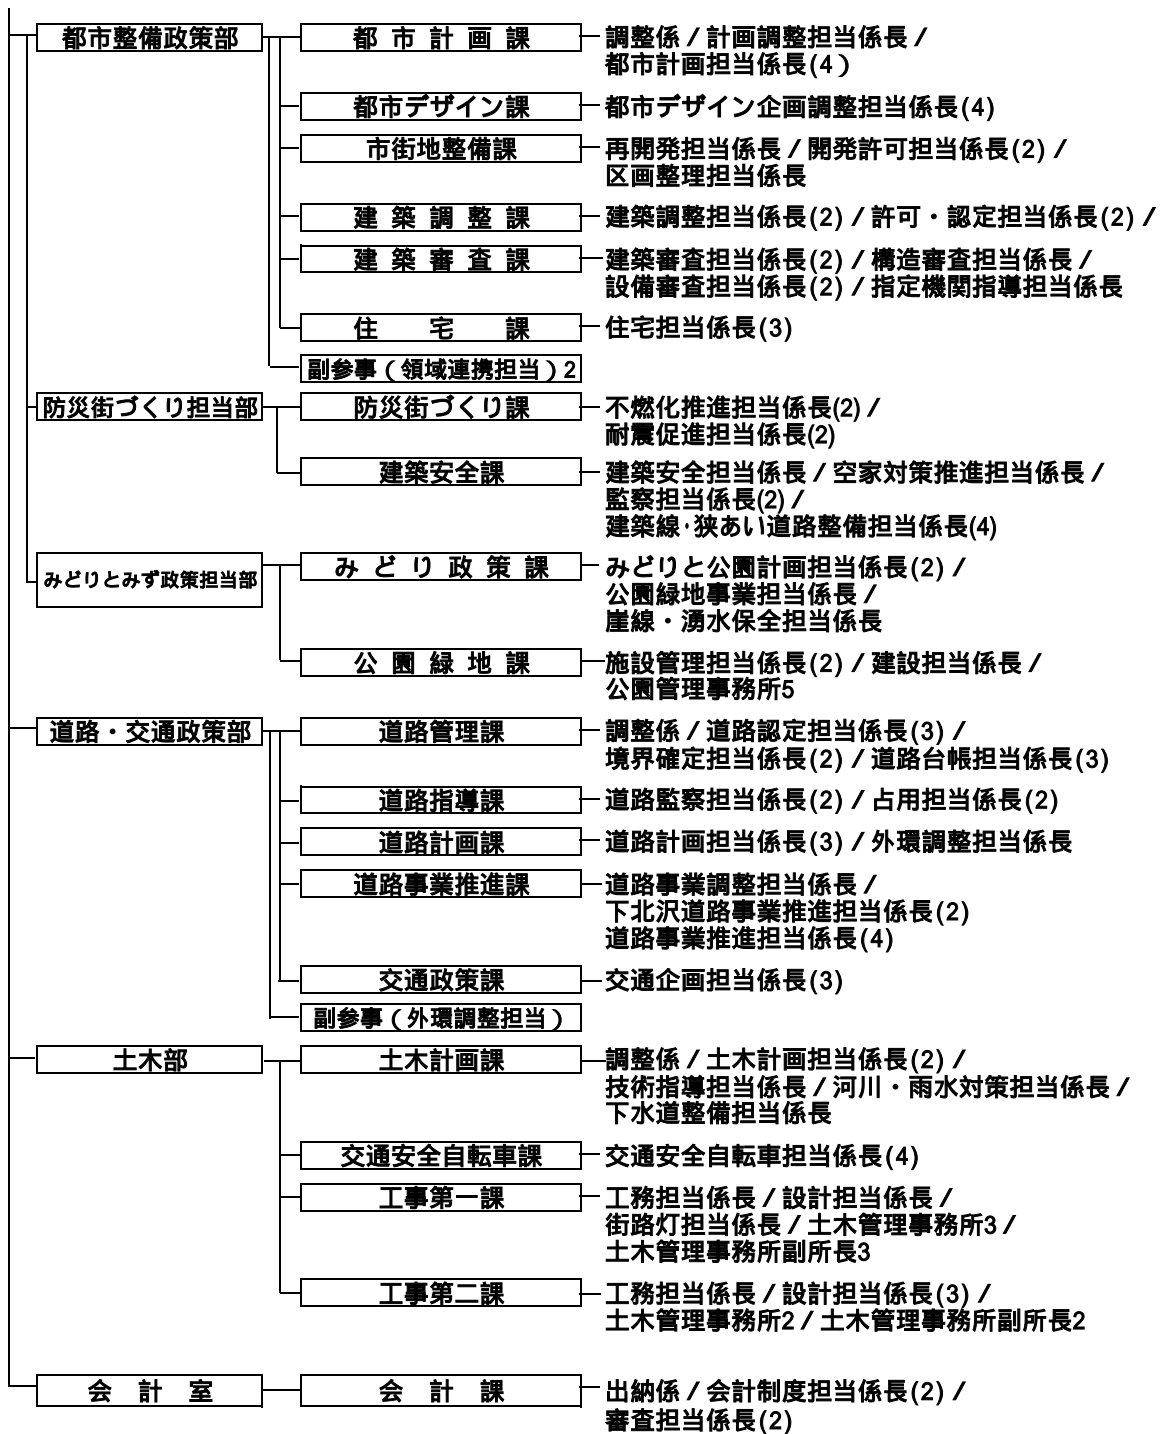 都市整備政策部
都市計画課
調整係/計画調整担当係長/
都市計画担当係長(4)
都市デザイン課
都市デザイン企画調整担当係長(4)
市街地整備課
再開発担当係長/開発許可担当係長(2)/
区画整理担当係長
建築調整課
建築調整担当係長(2)/許可・認定担当係長(2)/
建築審査課
建築審査担当係長(2)/構造審査担当係長/
設備審査担当係長(2)/指定機関指導担当係長
住宅課
住宅担当係長(3)
副参事(領域連携担当)2
防災街づくり担当部
防災街づくり課
不燃化推進担当係長(2)/
耐震促進担当係長(2)
建築安全課
建築安全担当係長/空家対策推進担当係長/
監察担当係長(2)/
建築線・狭あい道路整備担当係長(4)
みどりとみず政策担当部
みどり政策課
みどりと公園計画担当係長(2)/
公園緑地事業担当係長/
崖線・湧水保全担当係長
公園緑地課
施設管理担当係長(2)/建設担当係長/
公園管理事務所5
道路・交通政策部
道路管理課
調整係/道路認定担当係長(3)/
境界確定担当係長(2)/道路台帳担当係長(3)
道路指導課
道路監察担当係長(2)/占用担当係長(2)
道路計画課
道路計画担当係長(3)/外環調整担当係長
道路事業推進課
道路事業調整担当係長/
下北沢道路事業推進担当係長(2)
道路事業推進担当係長(4)
交通政策課
交通企画担当係長(3)
副参事(外環調整担当)
土木部
土木計画課
調整係/土木計画担当係長(2)/
技術指導担当係長/河川・雨水対策担当係長/
下水道整備担当係長
交通安全自転車課
交通安全自転車担当係長(4)
工事第一課
工務担当係長/設計担当係長/
街路灯担当係長/土木管理事務所3/
土木管理事務所副所長3
工事第二課
工務担当係長/設計担当係長(3)/
土木管理事務所2/土木管理事務所副所長2
会計室
会計課
出納係/会計制度担当係長(2)/
審査担当係長(2)